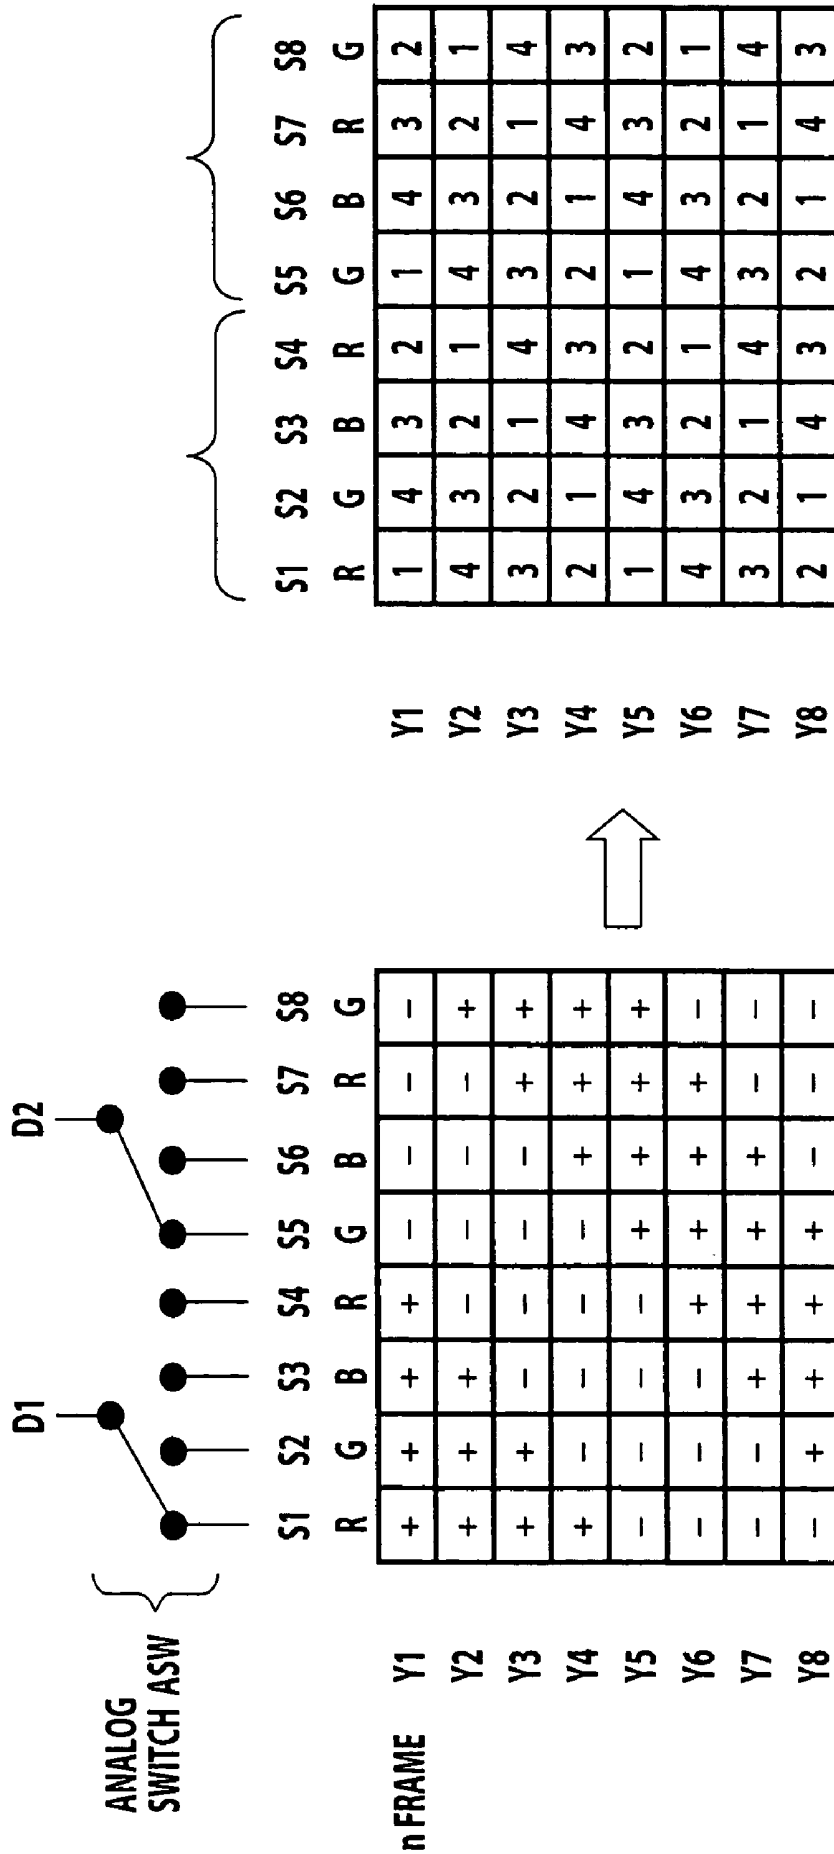 D1 D2
ANALOG
SWITCH ASW
S1 S2 S3 S4 S5 S6 S7 S8
R G B R G B R G
n FRAME
Y1 + + + + − − − −
Y2 + + + − − − − +
Y3 + + − − − − + +
Y4 + − − − − + + +
Y5 − − − − + + + +
Y6 − − − + + + + −
Y7 − − + + + + − −
Y8 − + + + + − − −
S1 S2 S3 S4 S5 S6 S7 S8
R G B R G B R G
Y1 1 4 3 2 1 4 3 2
Y2 4 3 2 1 4 3 2 1
Y3 3 2 1 4 3 2 1 4
Y4 2 1 4 3 2 1 4 3
Y5 1 4 3 2 1 4 3 2
Y6 4 3 2 1 4 3 2 1
Y7 3 2 1 4 3 2 1 4
Y8 2 1 4 3 2 1 4 3